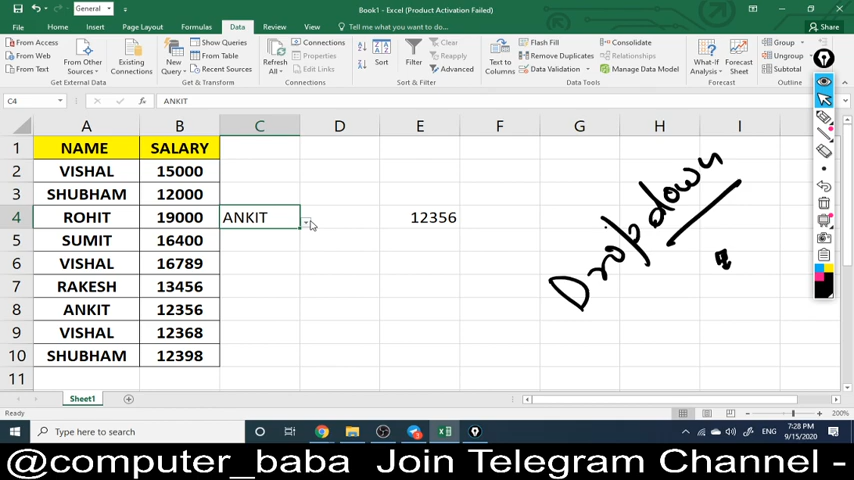 Book1 - Excel (Product Activation Failed)
File Home Insert Page Layout Formulas Data Review View Tell me what you want to do... Share
From Access
From Web
From Text
From Other Sources
Existing Connections
Get External Data
New Query
Show Queries
From Table
Recent Sources
Get & Transform
Refresh All
Connections
Properties
Edit Links
Connections
Sort
Filter
Clear
Reapply
Advanced
Sort & Filter
Text to Columns
Flash Fill
Remove Duplicates
Data Validation
Consolidate
Relationships
Manage Data Model
Data Tools
What-If Analysis
Forecast Sheet
Forecast
Group
Ungroup
Subtotal
Outline
C4 fx ANKIT
A B C D E F G H I
1 NAME SALARY
2 VISHAL 15000
3 SHUBHAM 12000
4 ROHIT 19000 ANKIT 12356
5 SUMIT 16400
6 VISHAL 16789
7 RAKESH 13456
8 ANKIT 12356
9 VISHAL 12368
10 SHUBHAM 12398
11
Dropdown
Sheet1
Ready 200%
Type here to search
ENG
7:28 PM
9/15/2020
@computer_baba Join Telegram Channel -